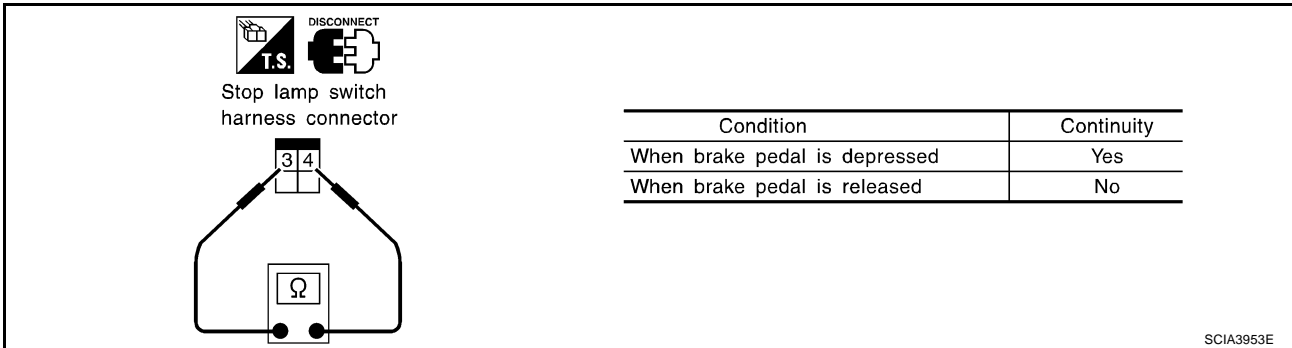 DISCONNECT
T.S.
Stop lamp switch
harness connector
3 4
Ω
Condition Continuity
When brake pedal is depressed Yes
When brake pedal is released No
SCIA3953E